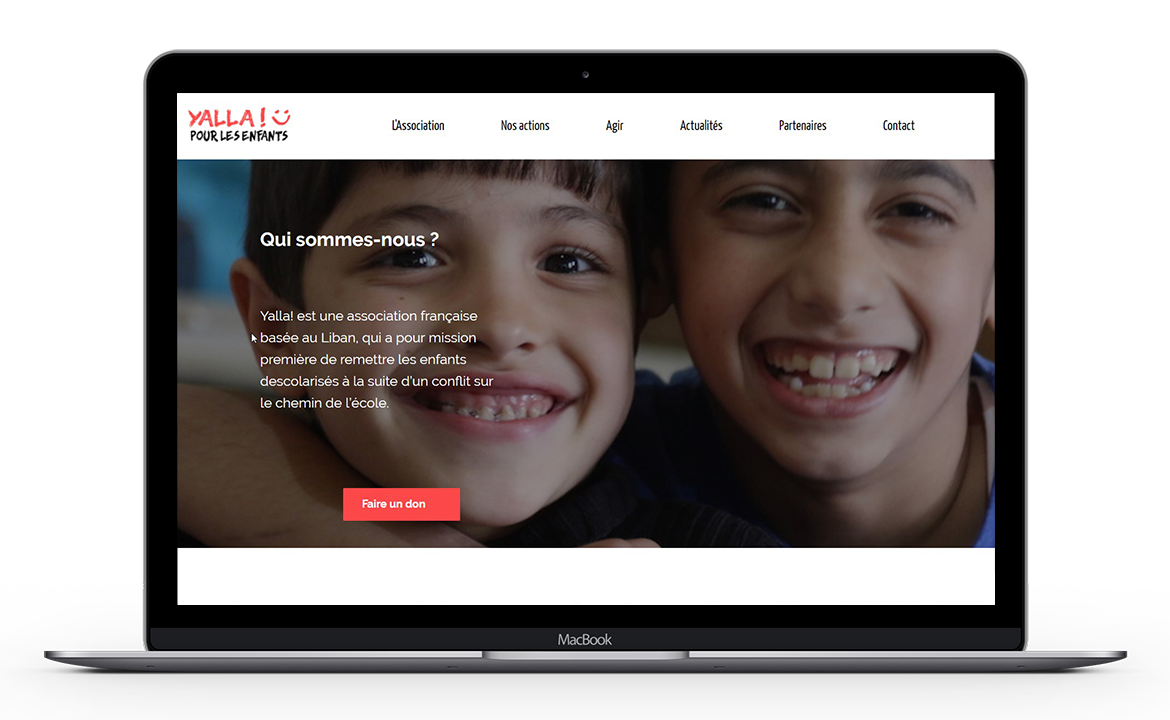 YALLA!
POUR LES ENFANTS
L'Association
Nos actions
Agir
Actualités
Partenaires
Contact
Qui sommes-nous ?
Yalla! est une association française
basée au Liban, qui a pour mission
première de remettre les enfants
descolarisés à la suite d'un conflit sur
le chemin de l'école.
Faire un don
MacBook